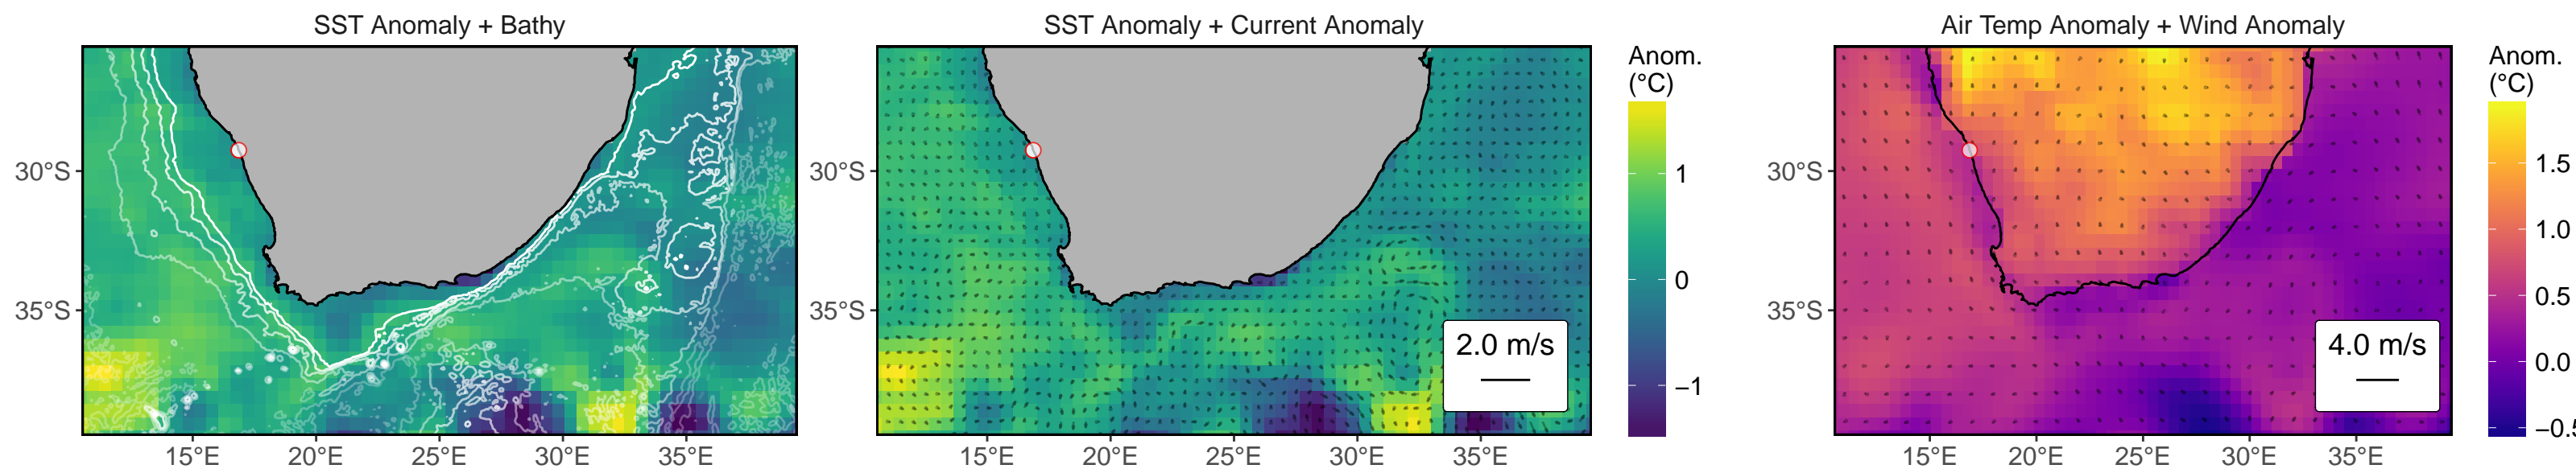 SST Anomaly + Bathy
30°S
35°S
15°E 20°E 25°E 30°E 35°E
SST Anomaly + Current Anomaly
30°S
35°S
15°E 20°E 25°E 30°E 35°E
2.0 m/s
Anom.
(°C)
1
0
−1
Air Temp Anomaly + Wind Anomaly
30°S
35°S
15°E 20°E 25°E 30°E 35°E
4.0 m/s
Anom.
(°C)
1.5
1.0
0.5
0.0
−0.5